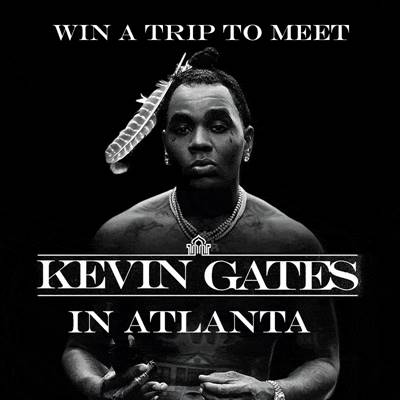 WIN A TRIP TO MEET
KEVIN GATES
IN ATLANTA